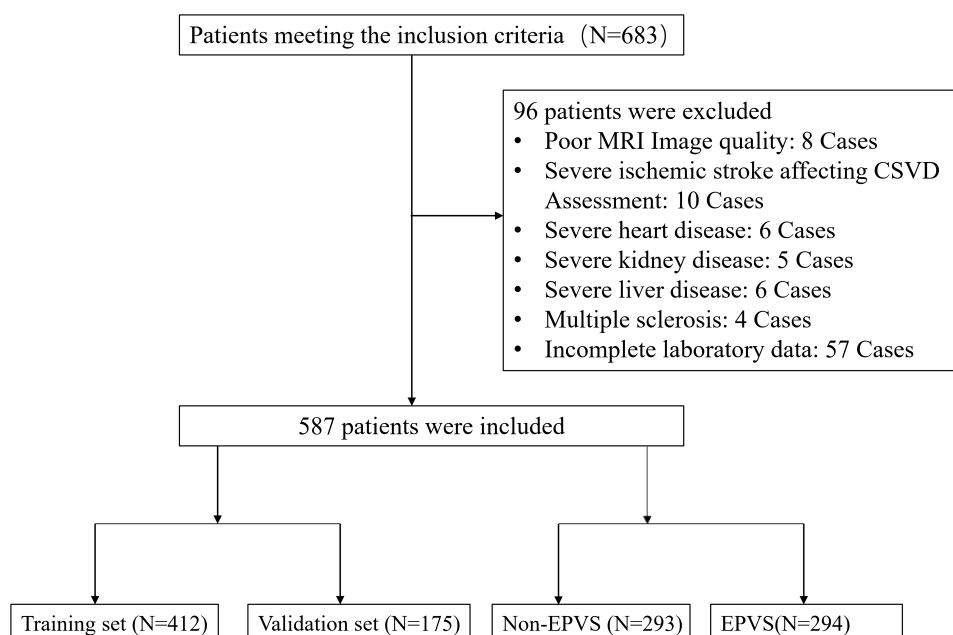 Patients meeting the inclusion criteria（N=683）
96 patients were excluded
• Poor MRI Image quality: 8 Cases
• Severe ischemic stroke affecting CSVD
Assessment: 10 Cases
• Severe heart disease: 6 Cases
• Severe kidney disease: 5 Cases
• Severe liver disease: 6 Cases
• Multiple sclerosis: 4 Cases
• Incomplete laboratory data: 57 Cases
587 patients were included
Training set (N=412)
Validation set (N=175)
Non-EPVS (N=293)
EPVS(N=294)